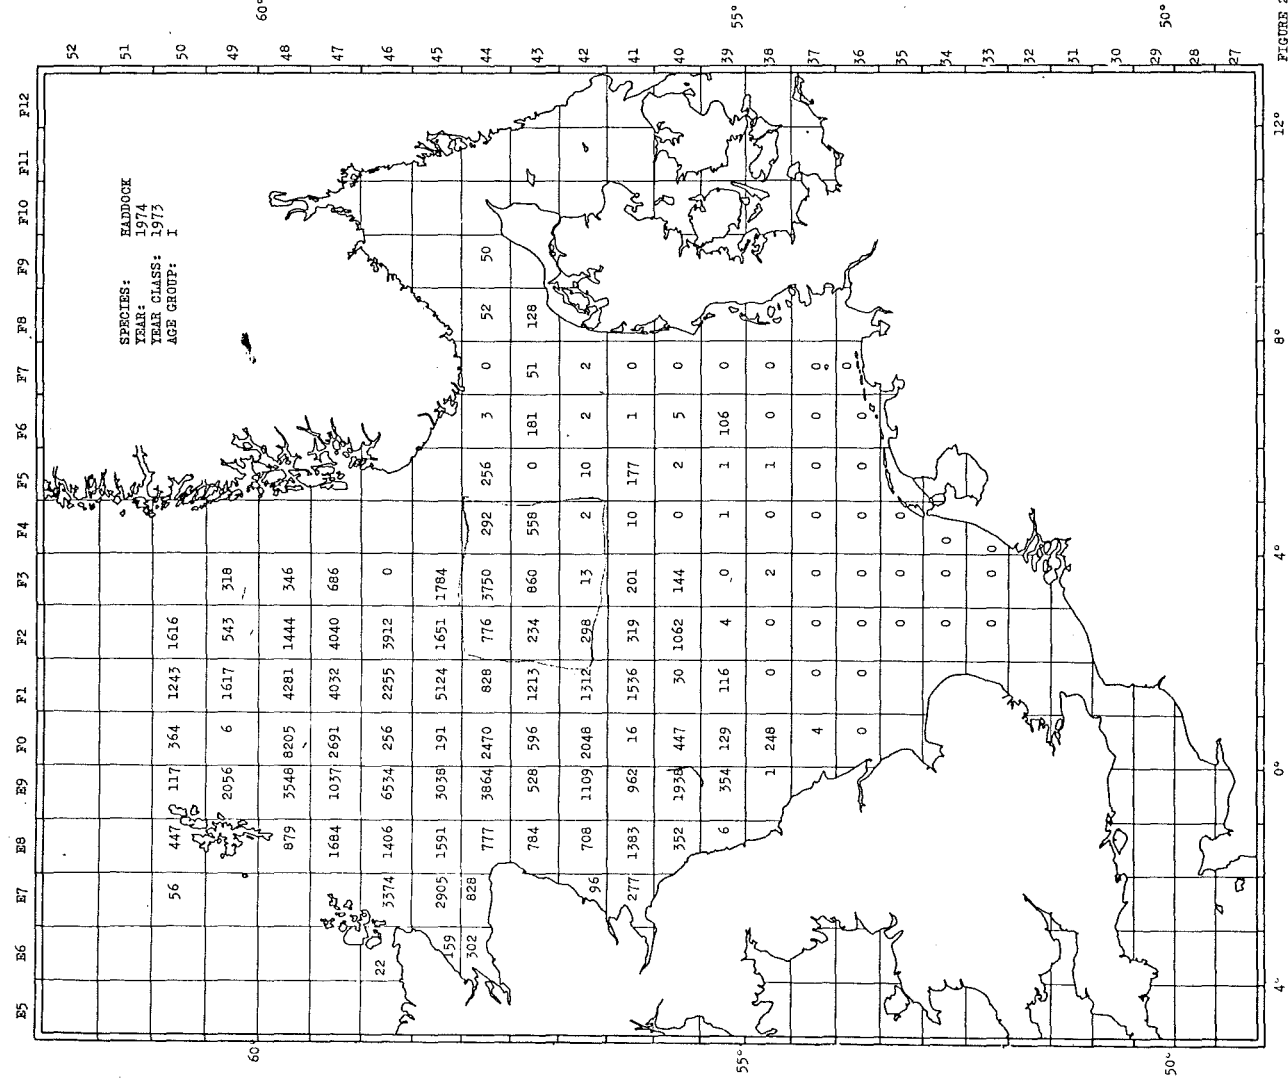 E5 E6 E7 E8 E9 F0 F1 F2 F3 F4 F5 F6 F7 F8 F9 F10 F11 F12
52
51
SPECIES: HADDOCK
YEAR: 1974
YEAR CLASS: 1973
AGE GROUP: I
56 447 117 364 1243 1616 50
2056 6 1617 543 318 49
60° 60°
879 3548 8205 4281 1444 346 48
1684 1037 2691 4032 4040 686 47
22 3374 1406 6534 256 2255 3912 0 46
159 2905 1591 3038 191 5124 1651 1784 45
302 828 777 3864 2470 828 776 3750 292 256 3 0 52 50 44
784 528 596 1213 234 860 558 0 181 51 128 43
96 708 1109 2048 1312 298 13 2 10 2 2 42
277 1383 962 16 1536 319 201 10 177 1 0 41
352 1938 447 30 1062 144 0 2 5 0 40
6 354 129 116 4 0 1 1 106 0 39
55° 55°
1 248 0 0 2 0 1 0 0 38
4 0 0 0 0 0 0 0 37
0 0 0 0 0 0 0 0 36
0 0 0 35
0 0 0 34
0 0 0 33
32
31
30
50° 50°
29
28
27
4° 0° 4° 8° 12°
FIGURE 2